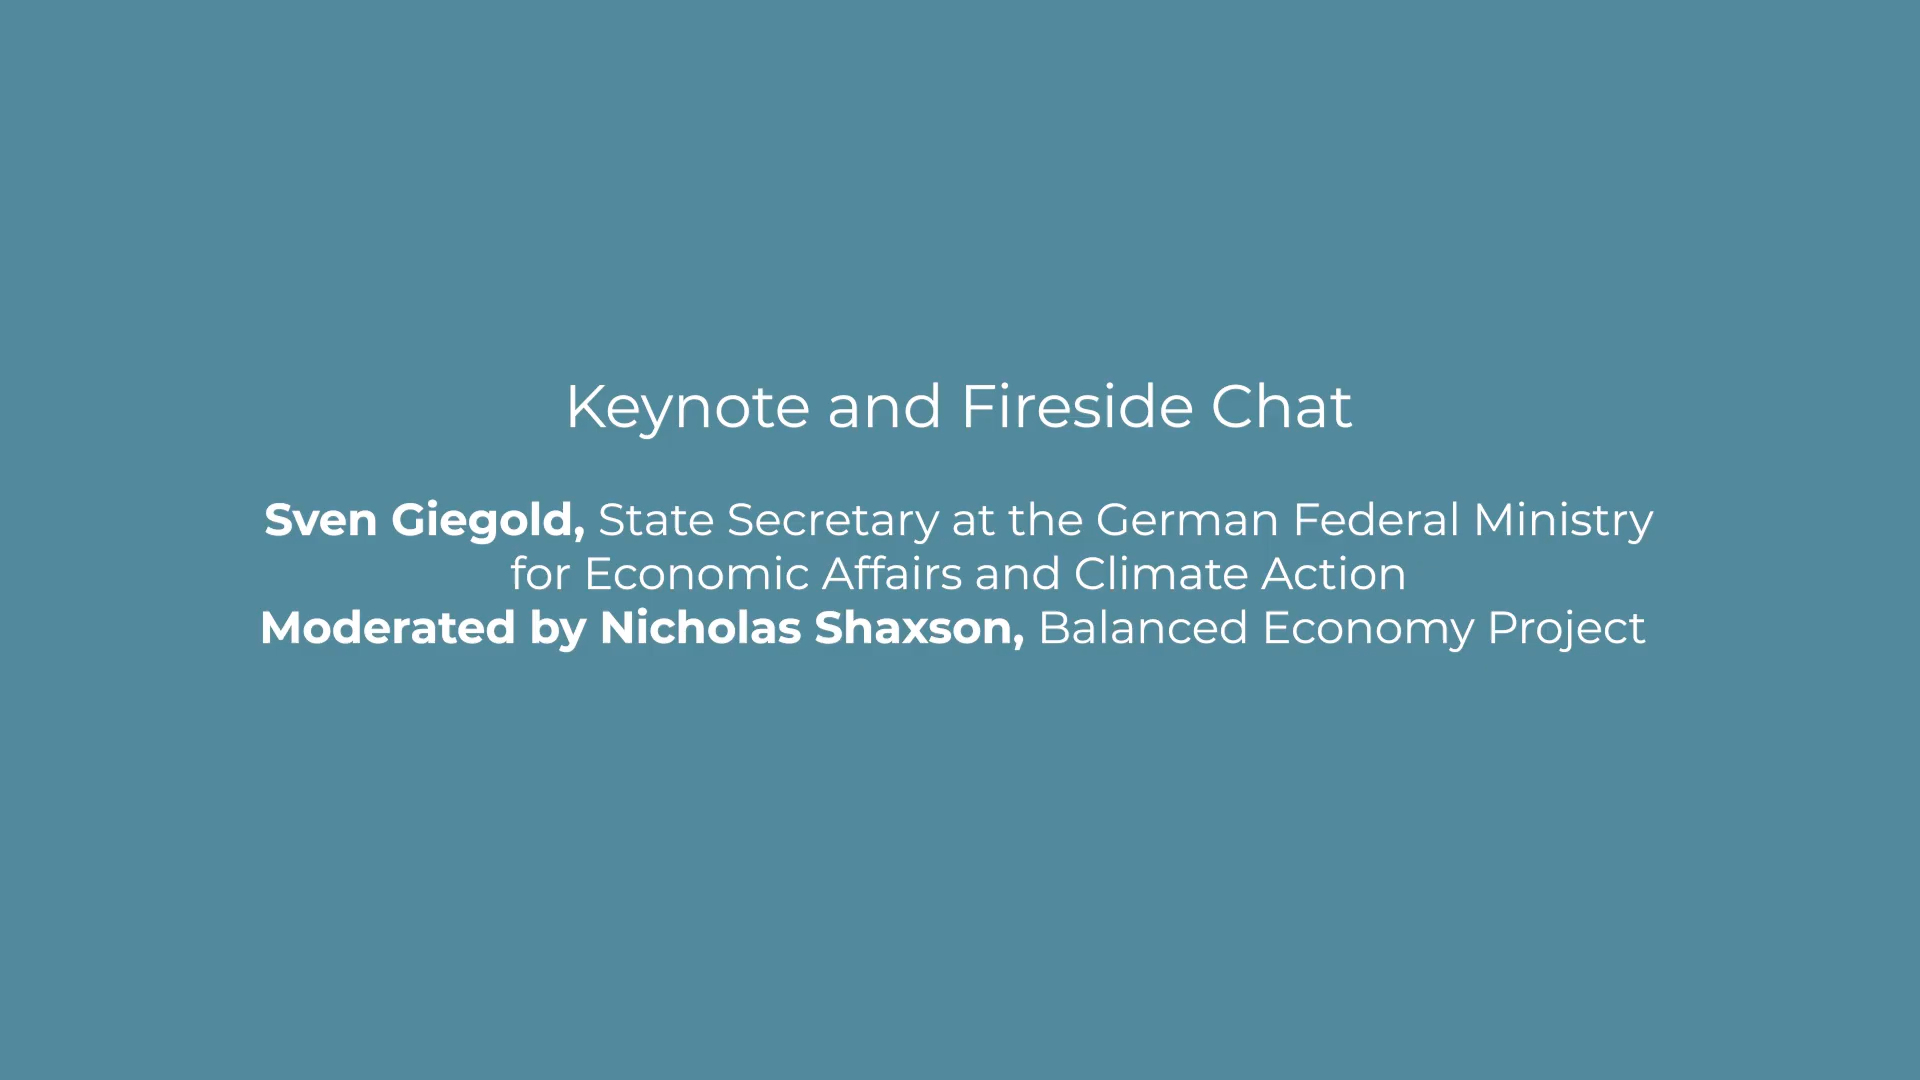 Keynote and Fireside Chat
Sven Giegold, State Secretary at the German Federal Ministry
for Economic Affairs and Climate Action
Moderated by Nicholas Shaxson, Balanced Economy Project